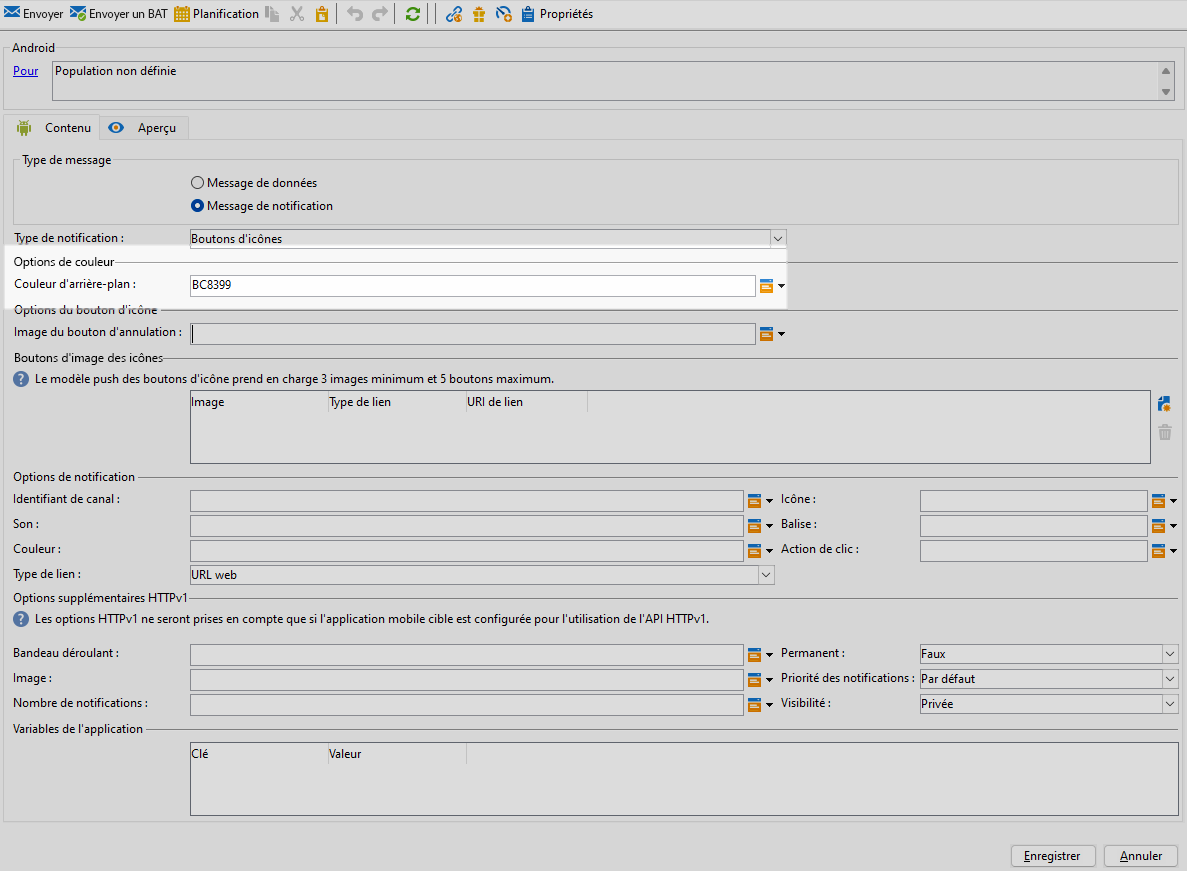 Envoyer Envoyer un BAT Planification Propriétés
Android
Pour Population non définie
Contenu Aperçu
Type de message
Message de données
Message de notification
Type de notification : Boutons d'icônes
Options de couleur
Couleur d'arrière-plan : BC8399
Options du bouton d'icône
Image du bouton d'annulation :
Boutons d'image des icônes
Le modèle push des boutons d'icône prend en charge 3 images minimum et 5 boutons maximum.
Image Type de lien URI de lien
Options de notification
Identifiant de canal : Icône :
Son : Balise :
Couleur : Action de clic :
Type de lien : URL web
Options supplémentaires HTTPv1
Les options HTTPv1 ne seront prises en compte que si l'application mobile cible est configurée pour l'utilisation de l'API HTTPv1.
Bandeau déroulant : Permanent : Faux
Image : Priorité des notifications : Par défaut
Nombre de notifications : Visibilité : Privée
Variables de l'application
Clé Valeur
Enregistrer Annuler